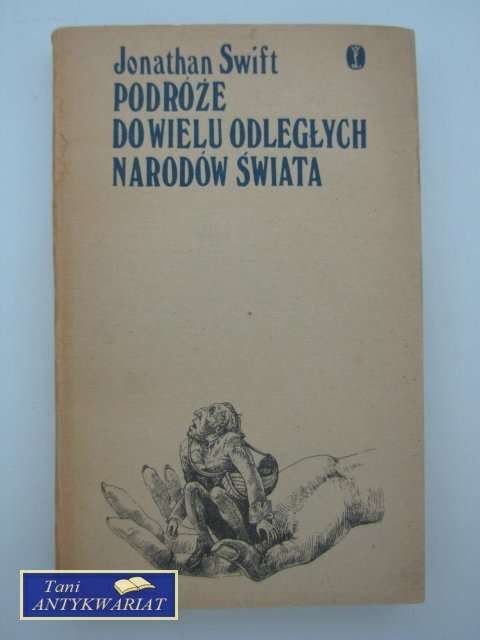 Jonathan Swift
PODRÓŻE
DO WIELU ODLEGŁYCH
NARODÓW ŚWIATA
Tani
ANTYKWARIAT